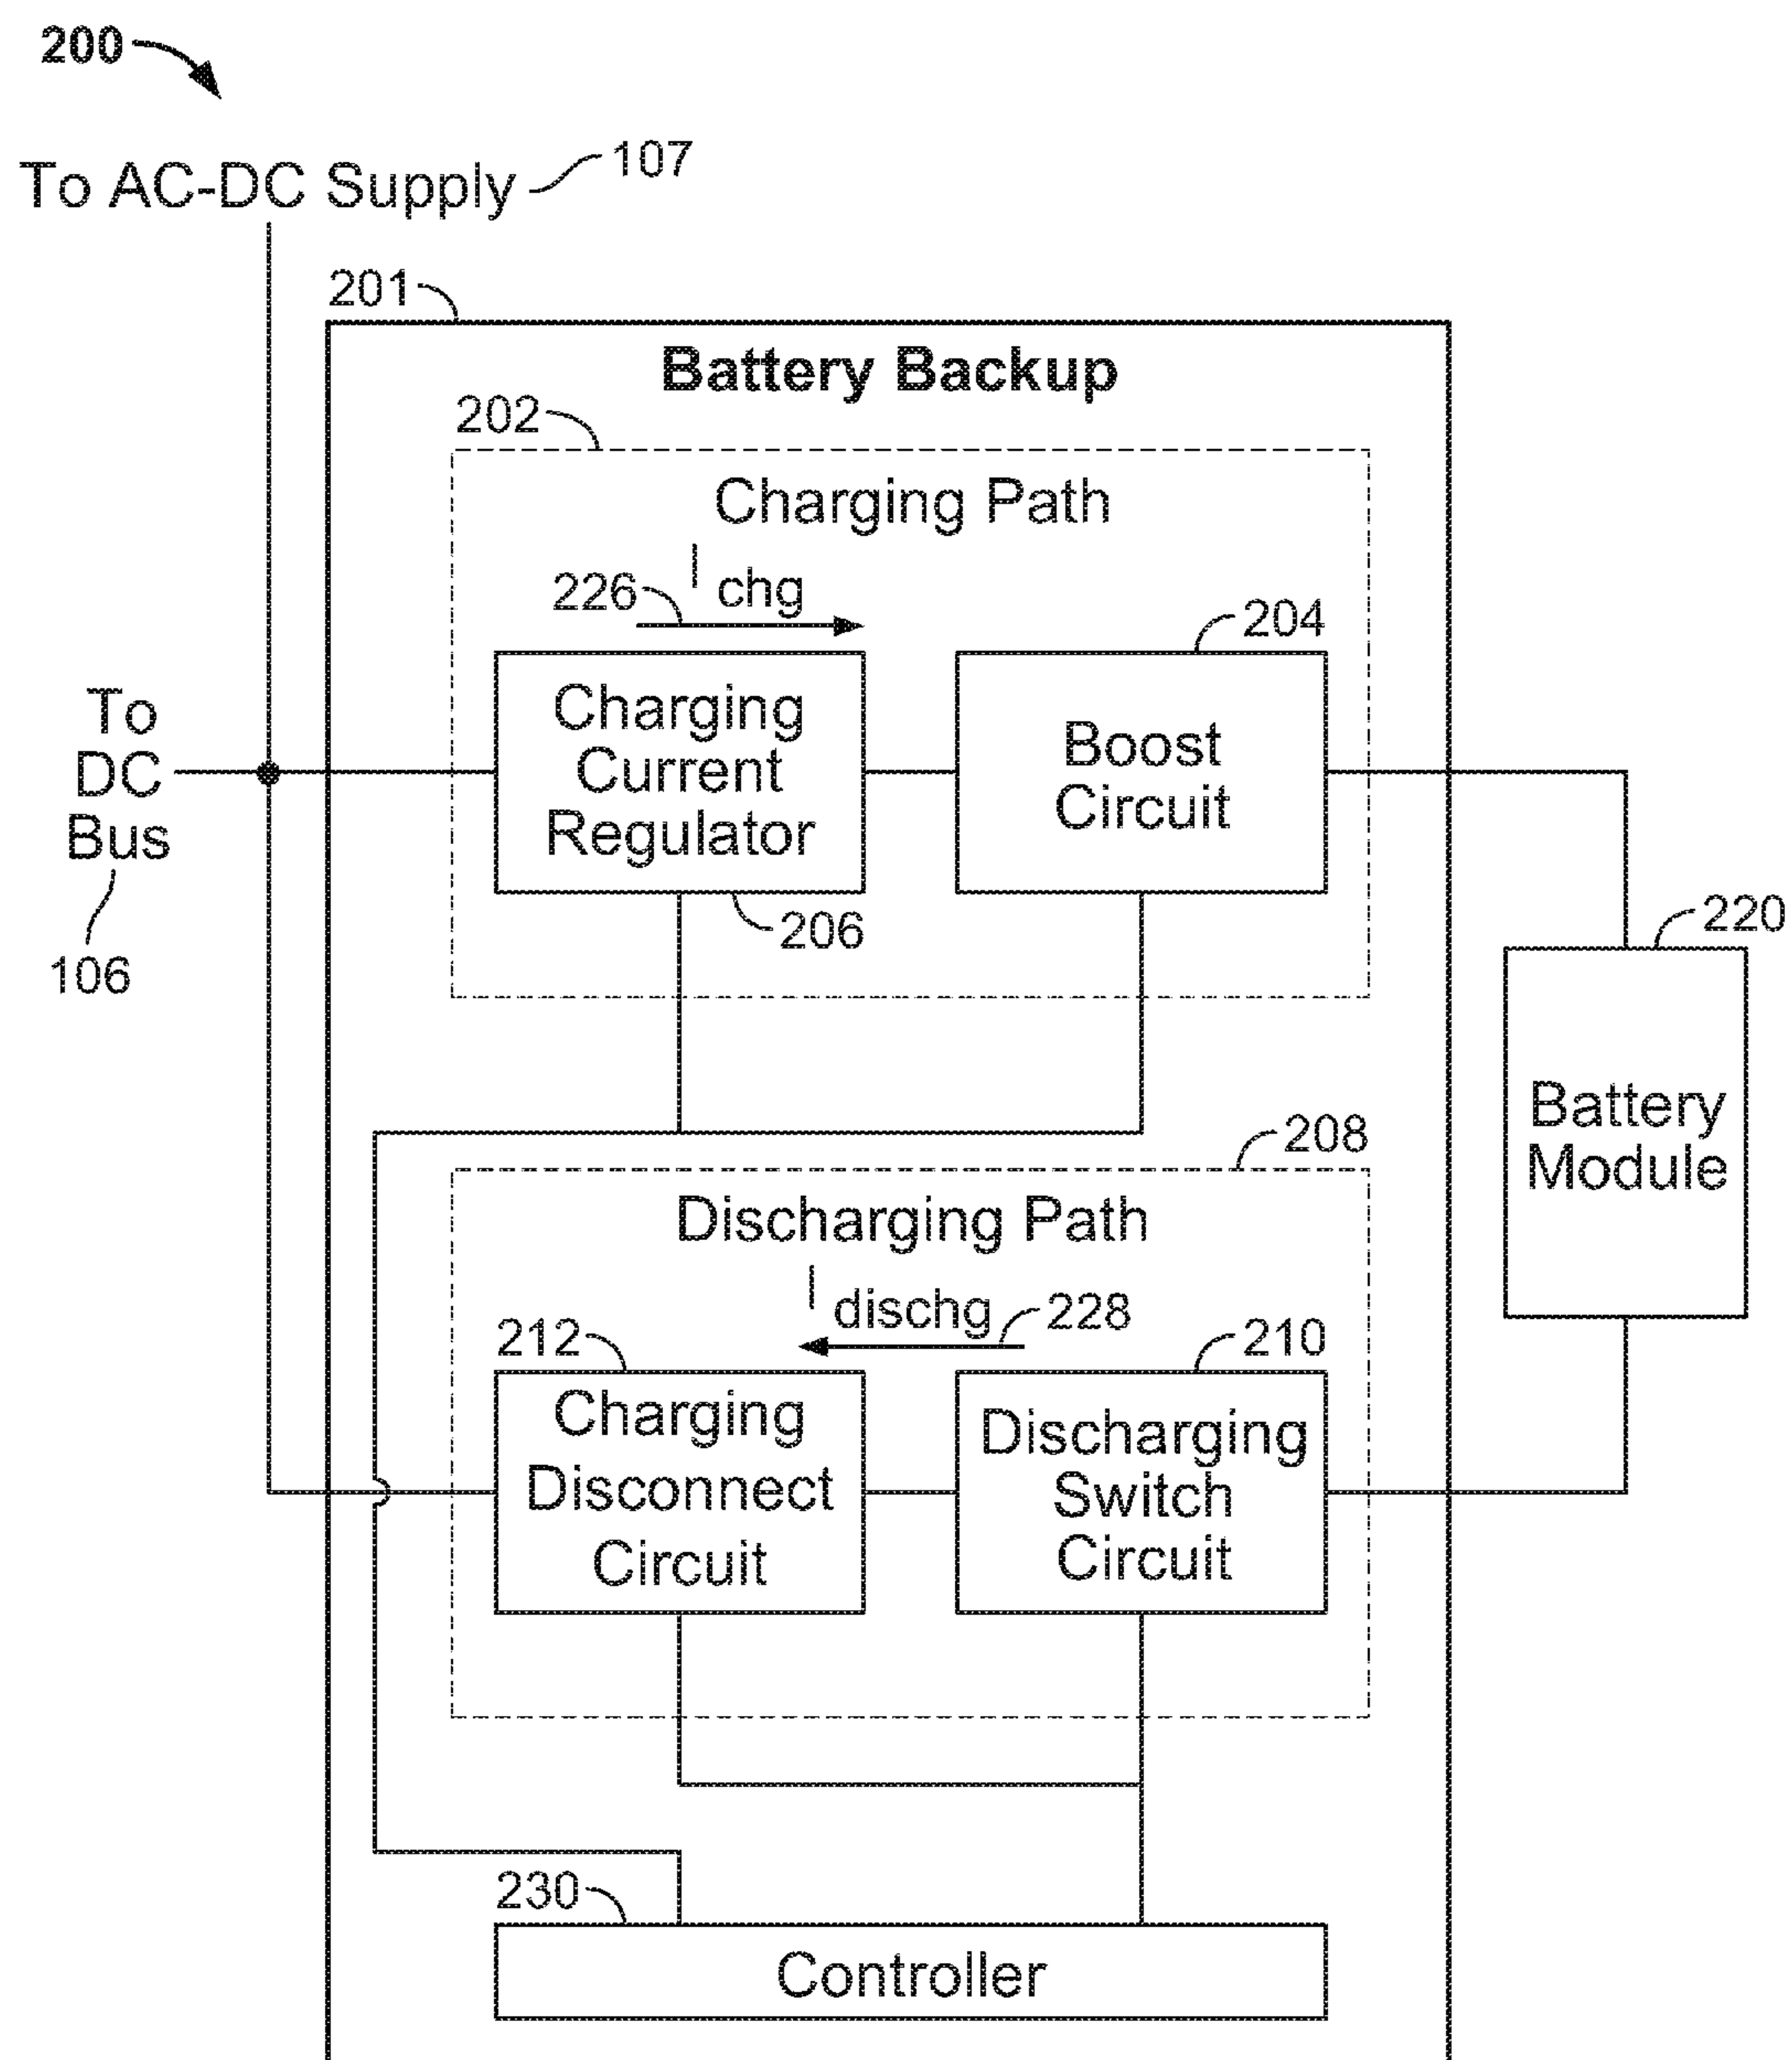 200
To AC-DC Supply 107
201
Battery Backup
202
Charging Path
I chg
226
204
Charging
Current
Regulator
Boost
Circuit
To
DC
Bus
206
106
220
Battery
Module
208
Discharging Path
I dischg
228
212
210
Charging
Disconnect
Circuit
Discharging
Switch
Circuit
230
Controller